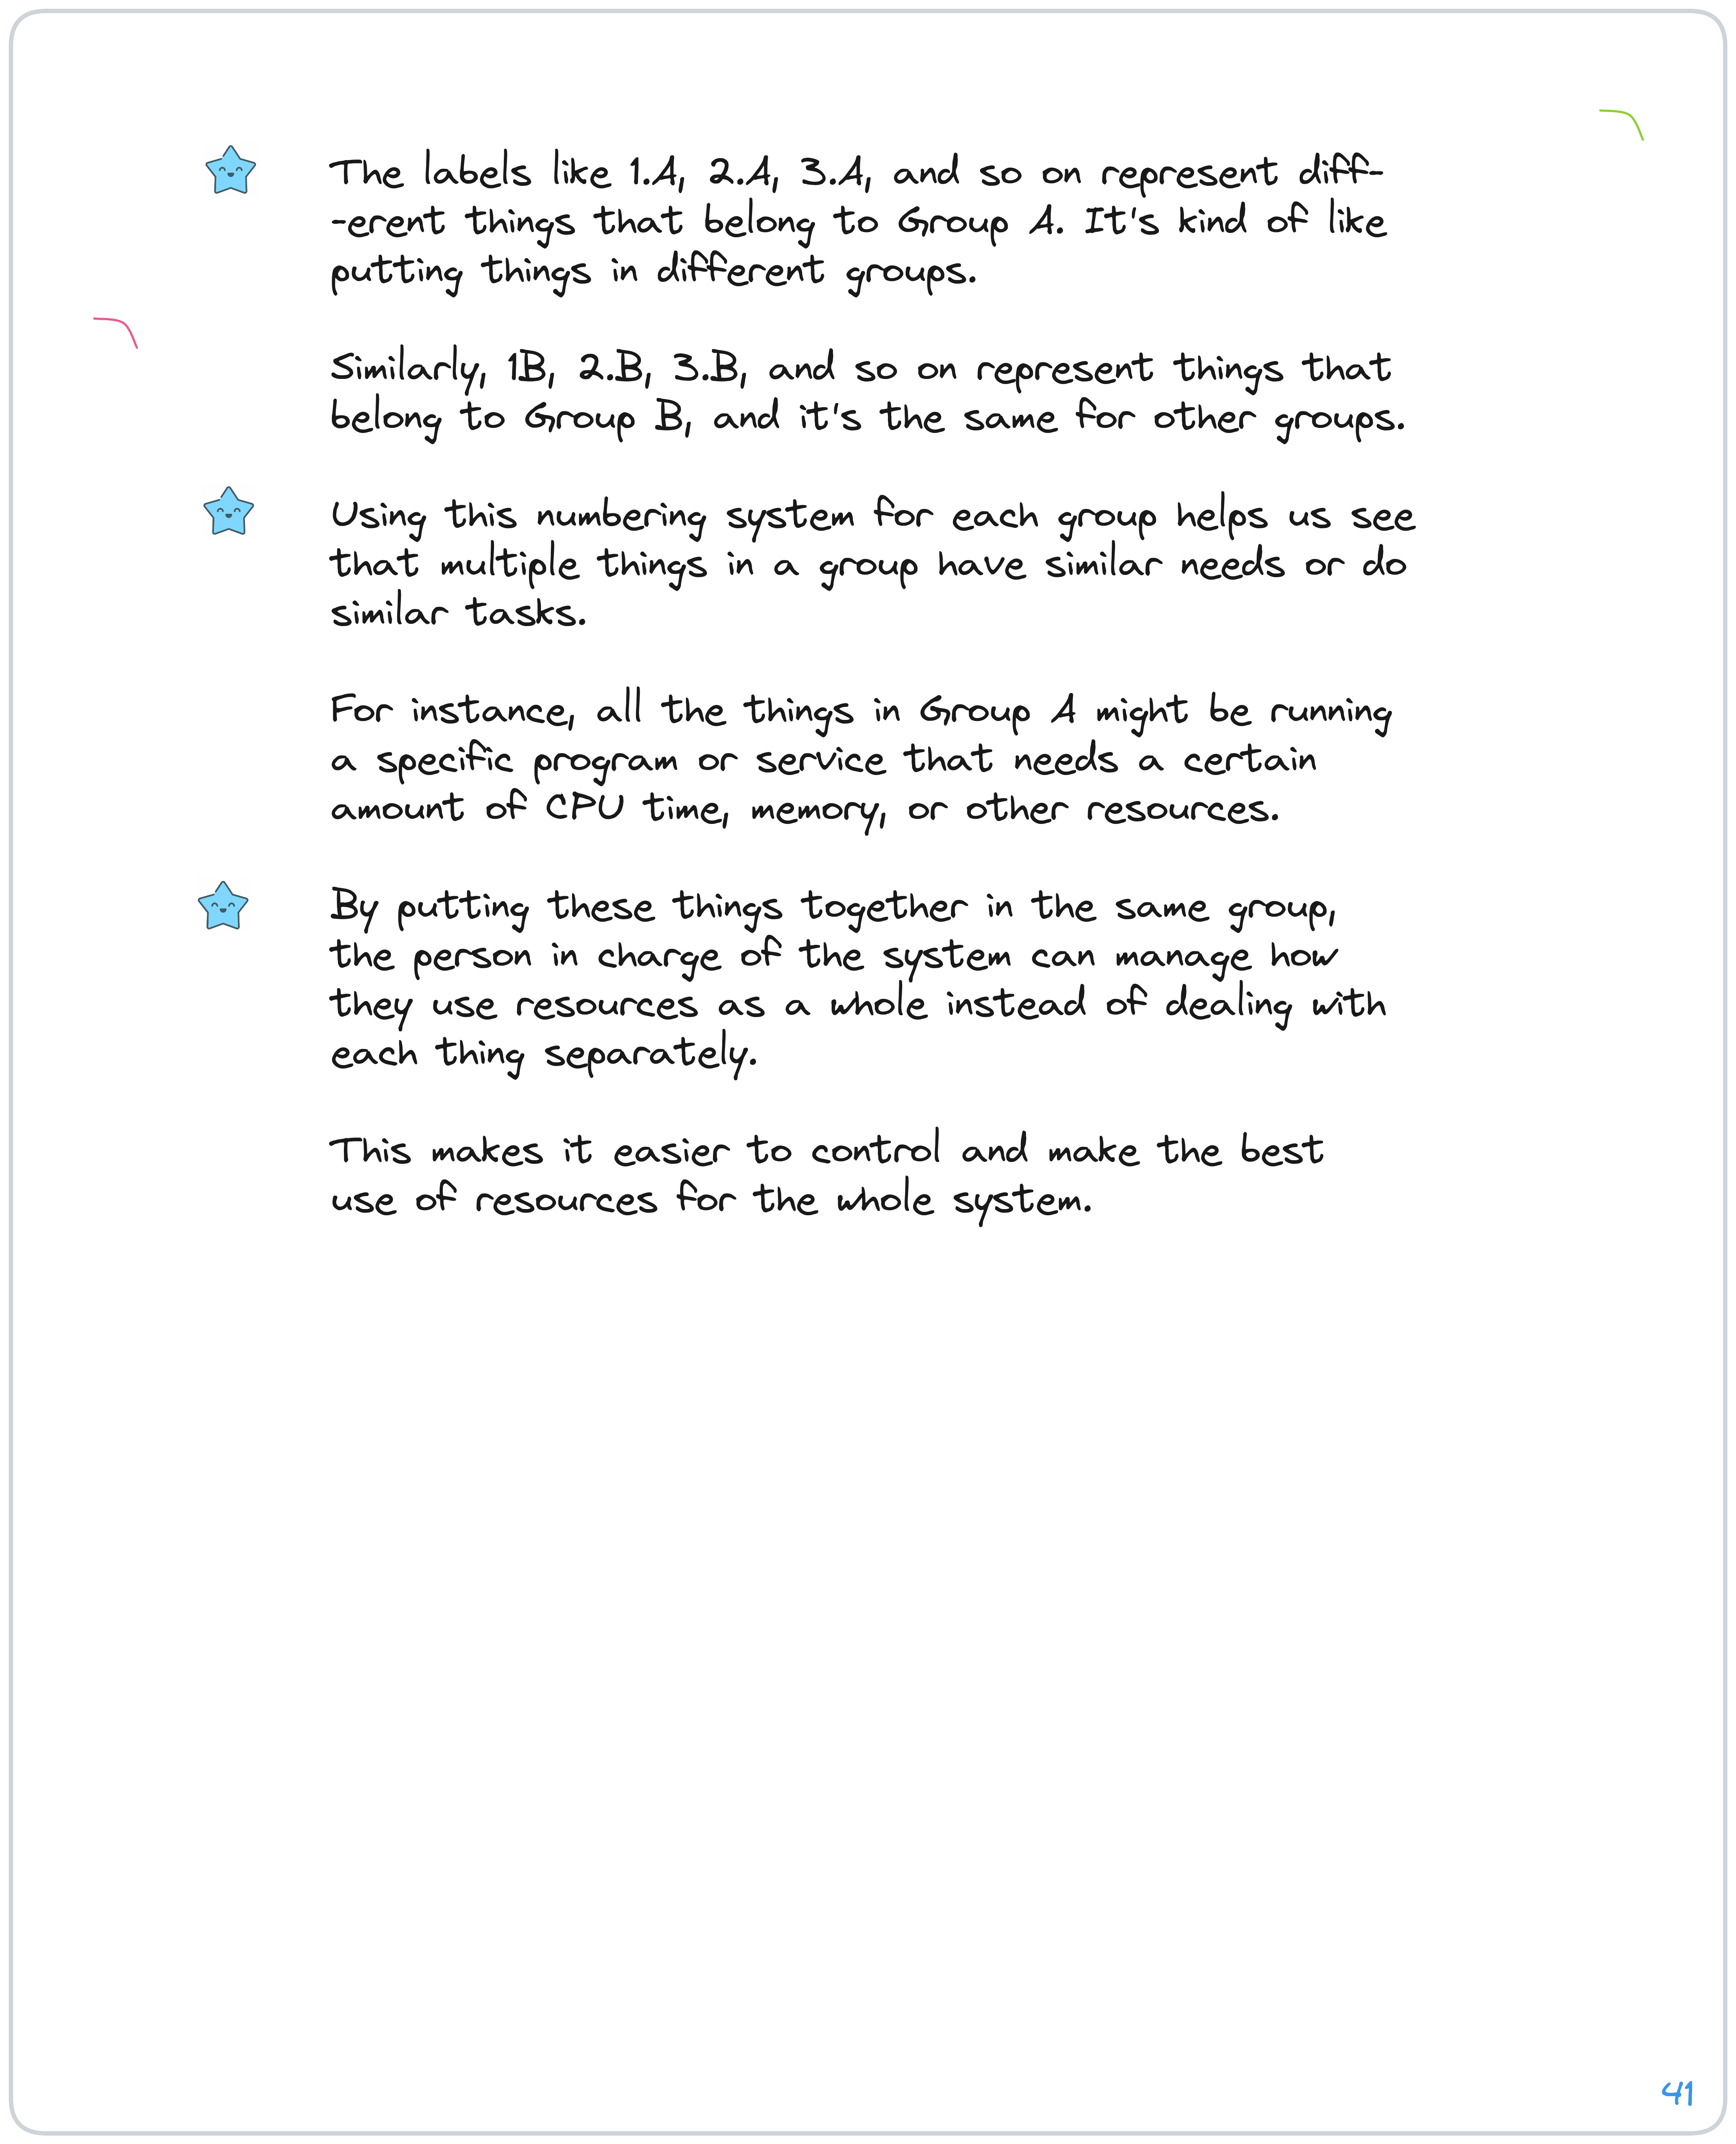 The labels like 1.A, 2.A, 3.A, and so on represent diff-
-erent things that belong to Group A. It's kind of like
putting things in different groups.
Similarly, 1.B, 2.B, 3.B, and so on represent things that
belong to Group B, and it's the same for other groups.
Using this numbering system for each group helps us see
that multiple things in a group have similar needs or do
similar tasks.
For instance, all the things in Group A might be running
a specific program or service that needs a certain
amount of CPU time, memory, or other resources.
By putting these things together in the same group,
the person in charge of the system can manage how
they use resources as a whole instead of dealing with
each thing separately.
This makes it easier to control and make the best
use of resources for the whole system.
41